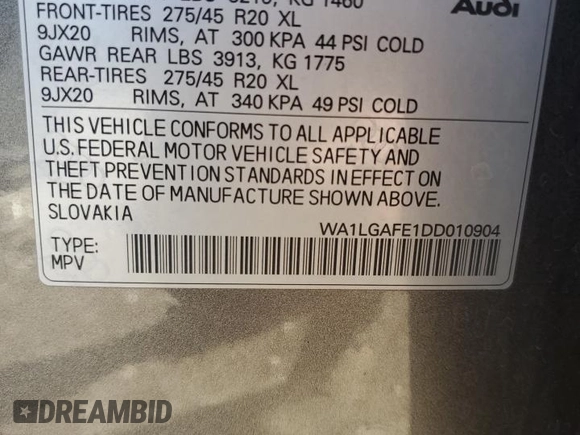 KG 1460
Audi
FRONT-TIRES 275/45 R20 XL
9JX20 RIMS, AT 300 KPA 44 PSI COLD
GAWR REAR LBS 3913, KG 1775
REAR-TIRES 275/45 R20 XL
9JX20 RIMS, AT 340 KPA 49 PSI COLD
THIS VEHICLE CONFORMS TO ALL APPLICABLE
U.S. FEDERAL MOTOR VEHICLE SAFETY AND
THEFT PREVENTION STANDARDS IN EFFECT ON
THE DATE OF MANUFACTURE SHOWN ABOVE.
SLOVAKIA
WA1LGAFE1DD010904
TYPE:
MPV
DREAMBID